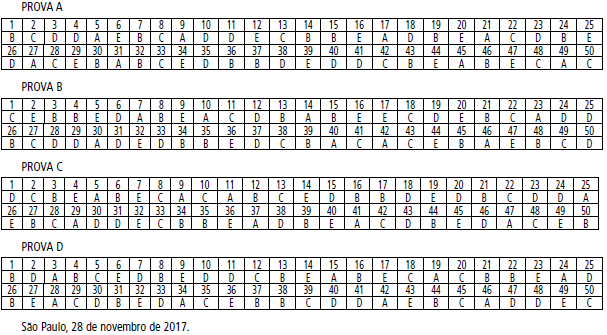 PROVA A
1 2 3 4 5 6 7 8 9 10 11 12 13 14 15 16 17 18 19 20 21 22 23 24 25
B C D D A E B C A D D E C B B E A D B E A C D B E
26 27 28 29 30 31 32 33 34 35 36 37 38 39 40 41 42 43 44 45 46 47 48 49 50
D A C E B A B C E D B B D E D D C B E A B E C A C
PROVA B
1 2 3 4 5 6 7 8 9 10 11 12 13 14 15 16 17 18 19 20 21 22 23 24 25
C E B B E D A B E A C D B A B E E C D E B C A D D
26 27 28 29 30 31 32 33 34 35 36 37 38 39 40 41 42 43 44 45 46 47 48 49 50
B C D D A D E D B B E D C B A C A C E B A E B C D
PROVA C
1 2 3 4 5 6 7 8 9 10 11 12 13 14 15 16 17 18 19 20 21 22 23 24 25
D C B E A B E C A C A B C E D B B D E D B C D D A
26 27 28 29 30 31 32 33 34 35 36 37 38 39 40 41 42 43 44 45 46 47 48 49 50
E B C A D D E C B B E A D B E A C D B E D A C E B
PROVA D
1 2 3 4 5 6 7 8 9 10 11 12 13 14 15 16 17 18 19 20 21 22 23 24 25
B D A B C E D B E D D C B E A B E C A C B B E A D
26 27 28 29 30 31 32 33 34 35 36 37 38 39 40 41 42 43 44 45 46 47 48 49 50
B E A C D B E D A C E B B C D D A E B C A D D E C
São Paulo, 28 de novembro de 2017.